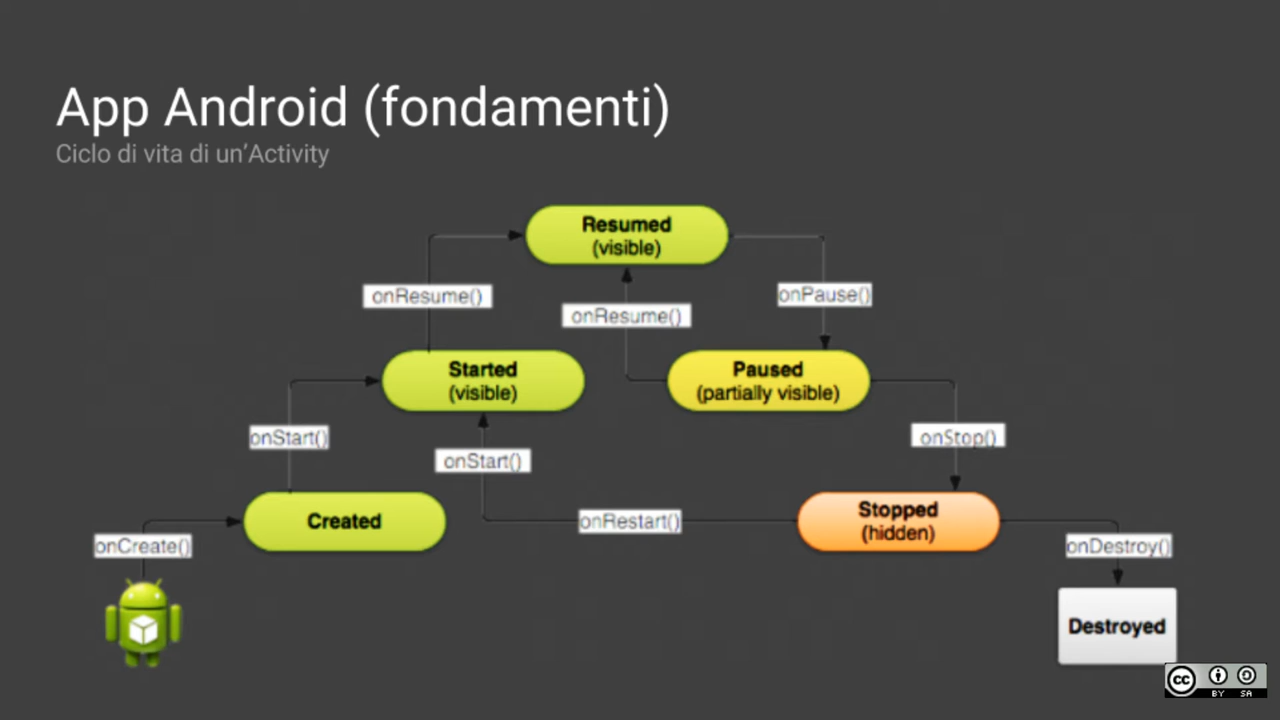 App Android (fondamenti)
Ciclo di vita di un'Activity
Resumed
(visible)
onResume()
onResume()
onPause()
Started
(visible)
Paused
(partially visible)
onStart()
onStart()
onStop()
Created
onRestart()
Stopped
(hidden)
onCreate()
onDestroy()
Destroyed
cc
BY SA